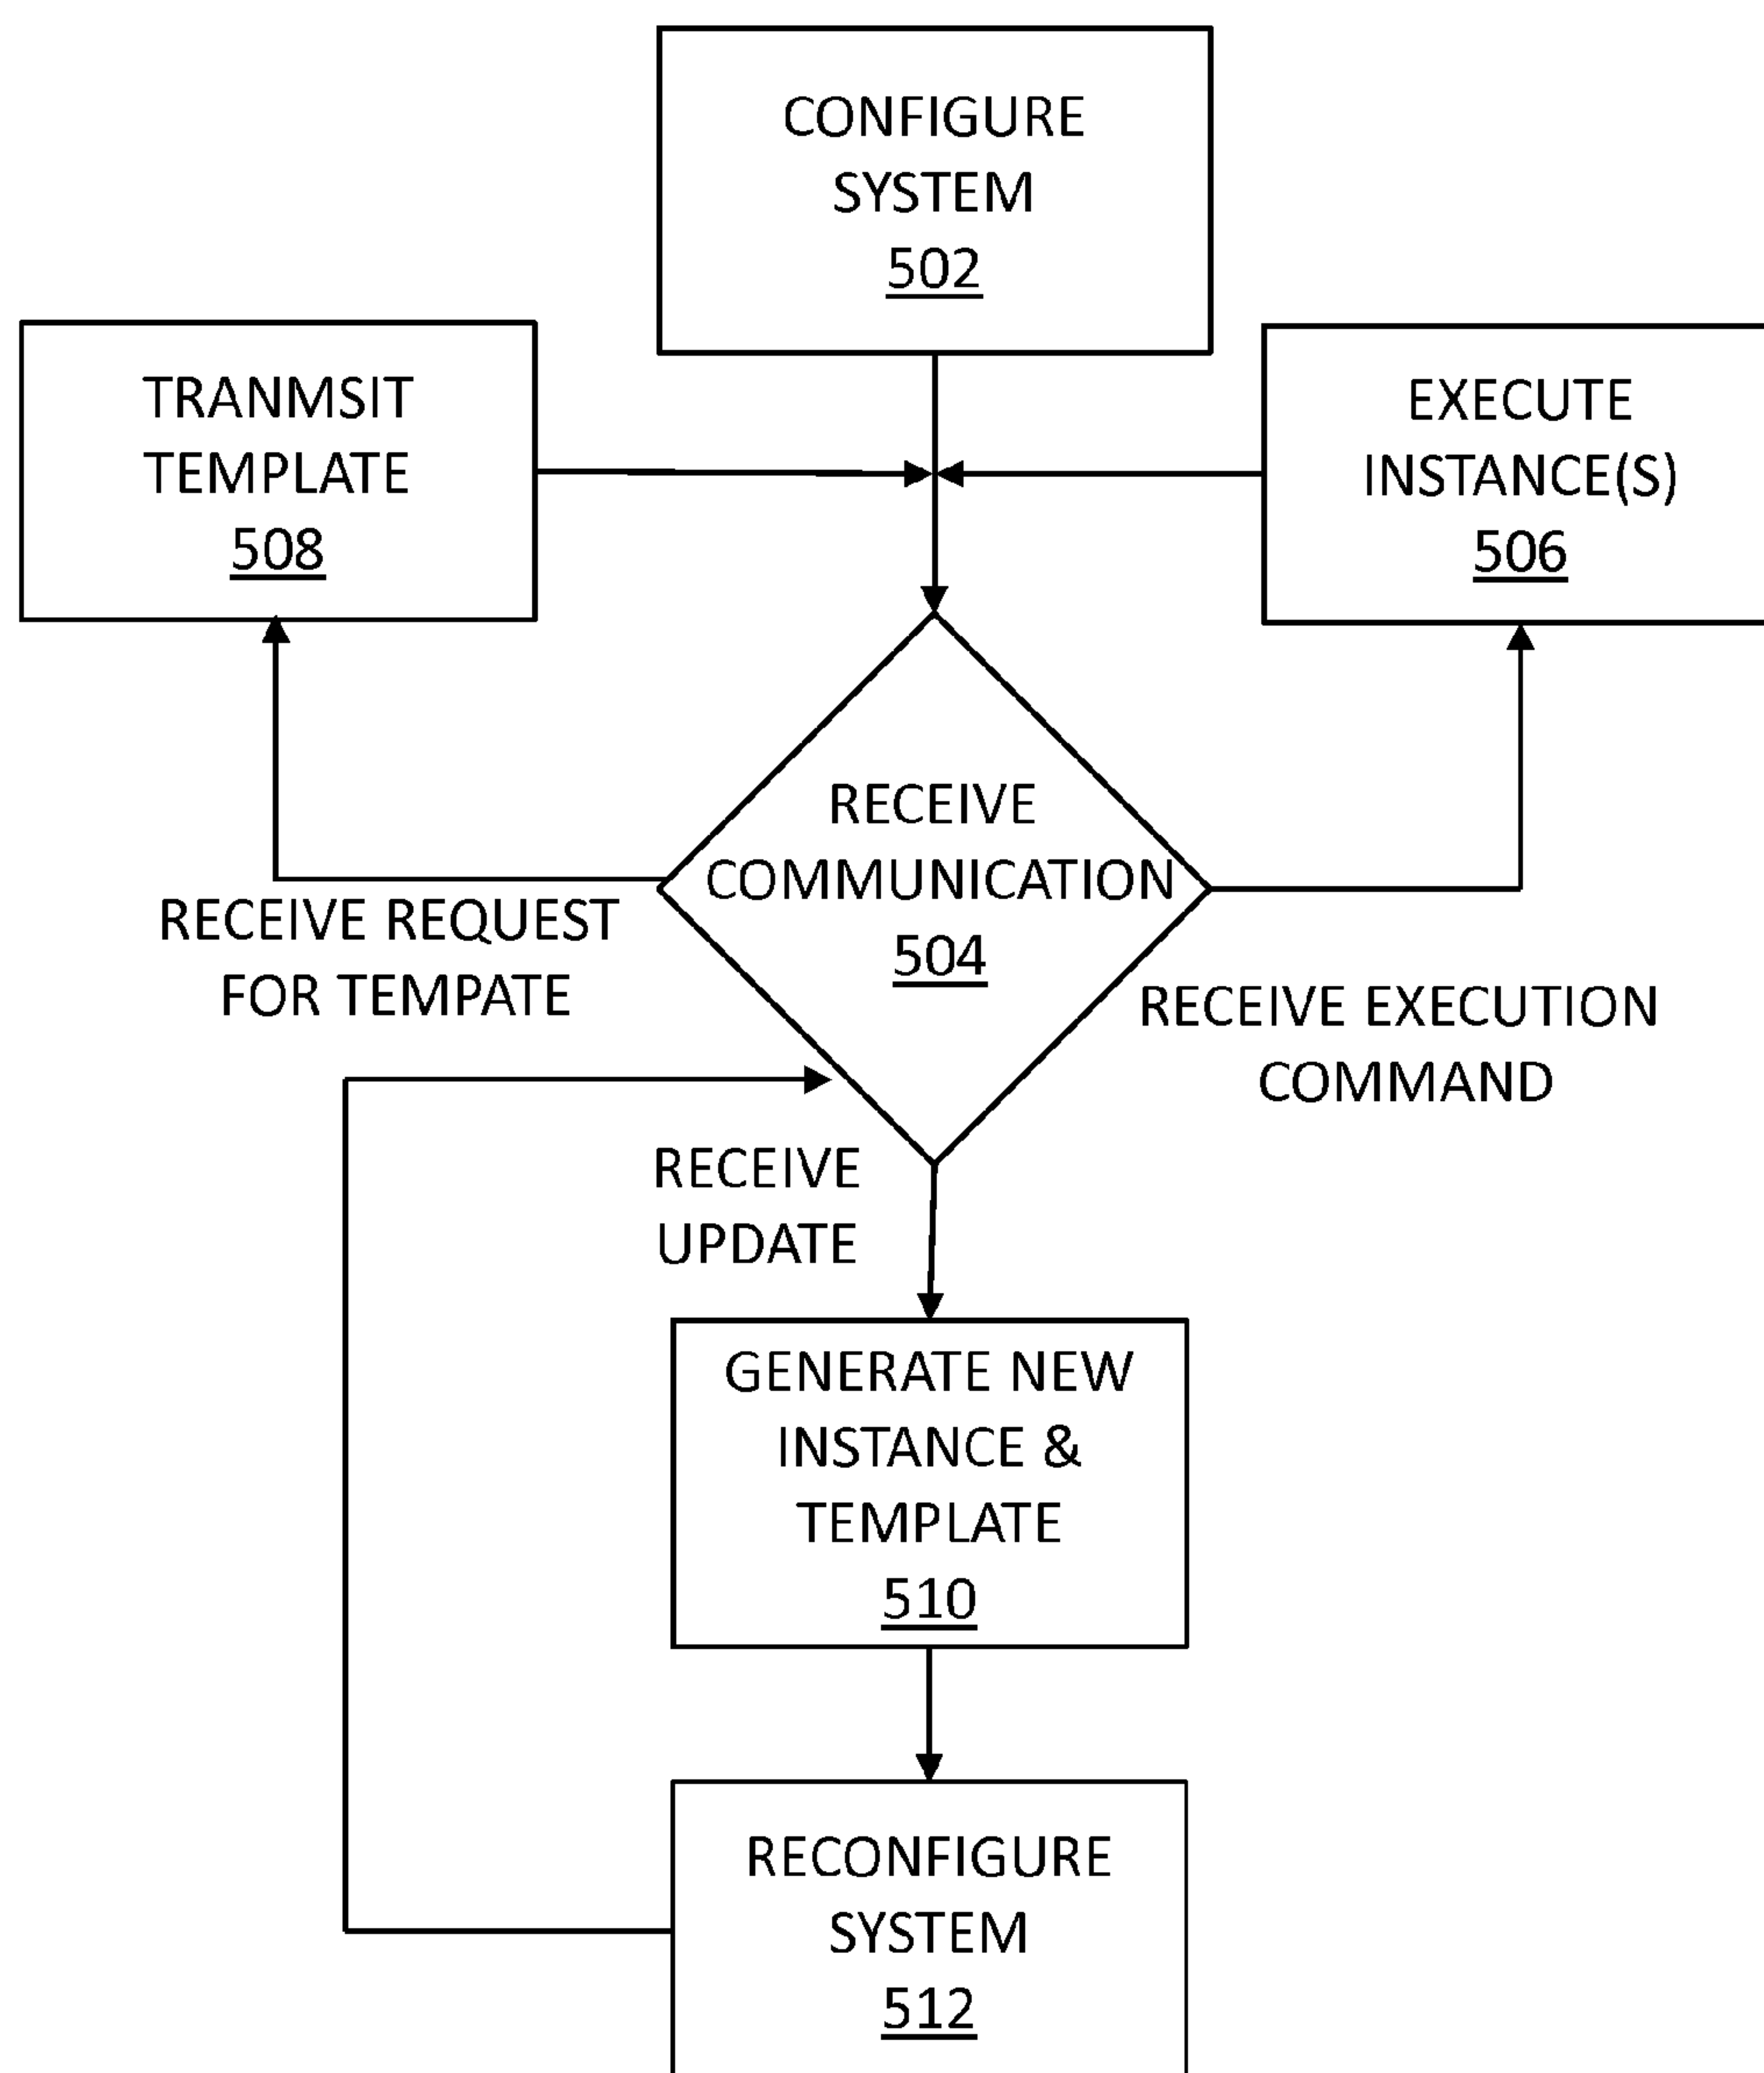 CONFIGURE
SYSTEM
502
TRANMSIT
TEMPLATE
508
EXECUTE
INSTANCE(S)
506
RECEIVE
COMMUNICATION
504
RECEIVE REQUEST
FOR TEMPATE
RECEIVE EXECUTION
COMMAND
RECEIVE
UPDATE
GENERATE NEW
INSTANCE &
TEMPLATE
510
RECONFIGURE
SYSTEM
512